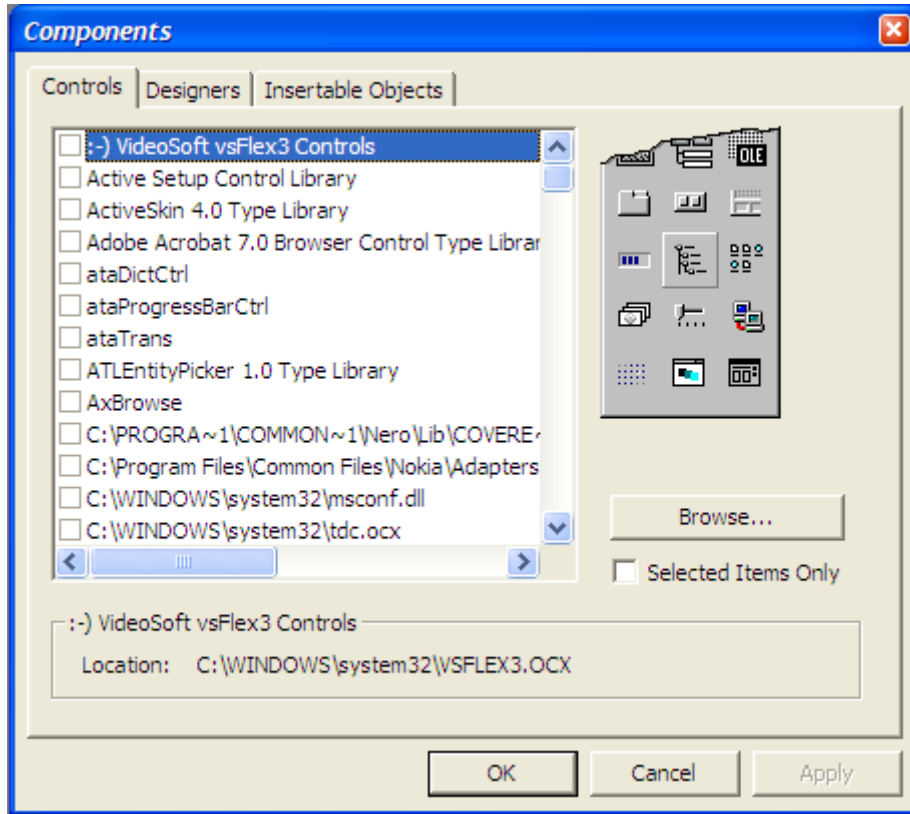 Components
Controls Designers Insertable Objects
:-) VideoSoft vsFlex3 Controls
Active Setup Control Library
ActiveSkin 4.0 Type Library
Adobe Acrobat 7.0 Browser Control Type Librar
ataDictCtrl
ataProgressBarCtrl
ataTrans
ATLEntityPicker 1.0 Type Library
AxBrowse
C:\PROGRA~1\COMMON~1\Nero\Lib\COVERE~
C:\Program Files\Common Files\Nokia\Adapters
C:\WINDOWS\system32\msconf.dll
C:\WINDOWS\system32\tdc.ocx
OLE
Browse...
Selected Items Only
:-) VideoSoft vsFlex3 Controls
Location: C:\WINDOWS\system32\VSFLEX3.OCX
OK Cancel Apply